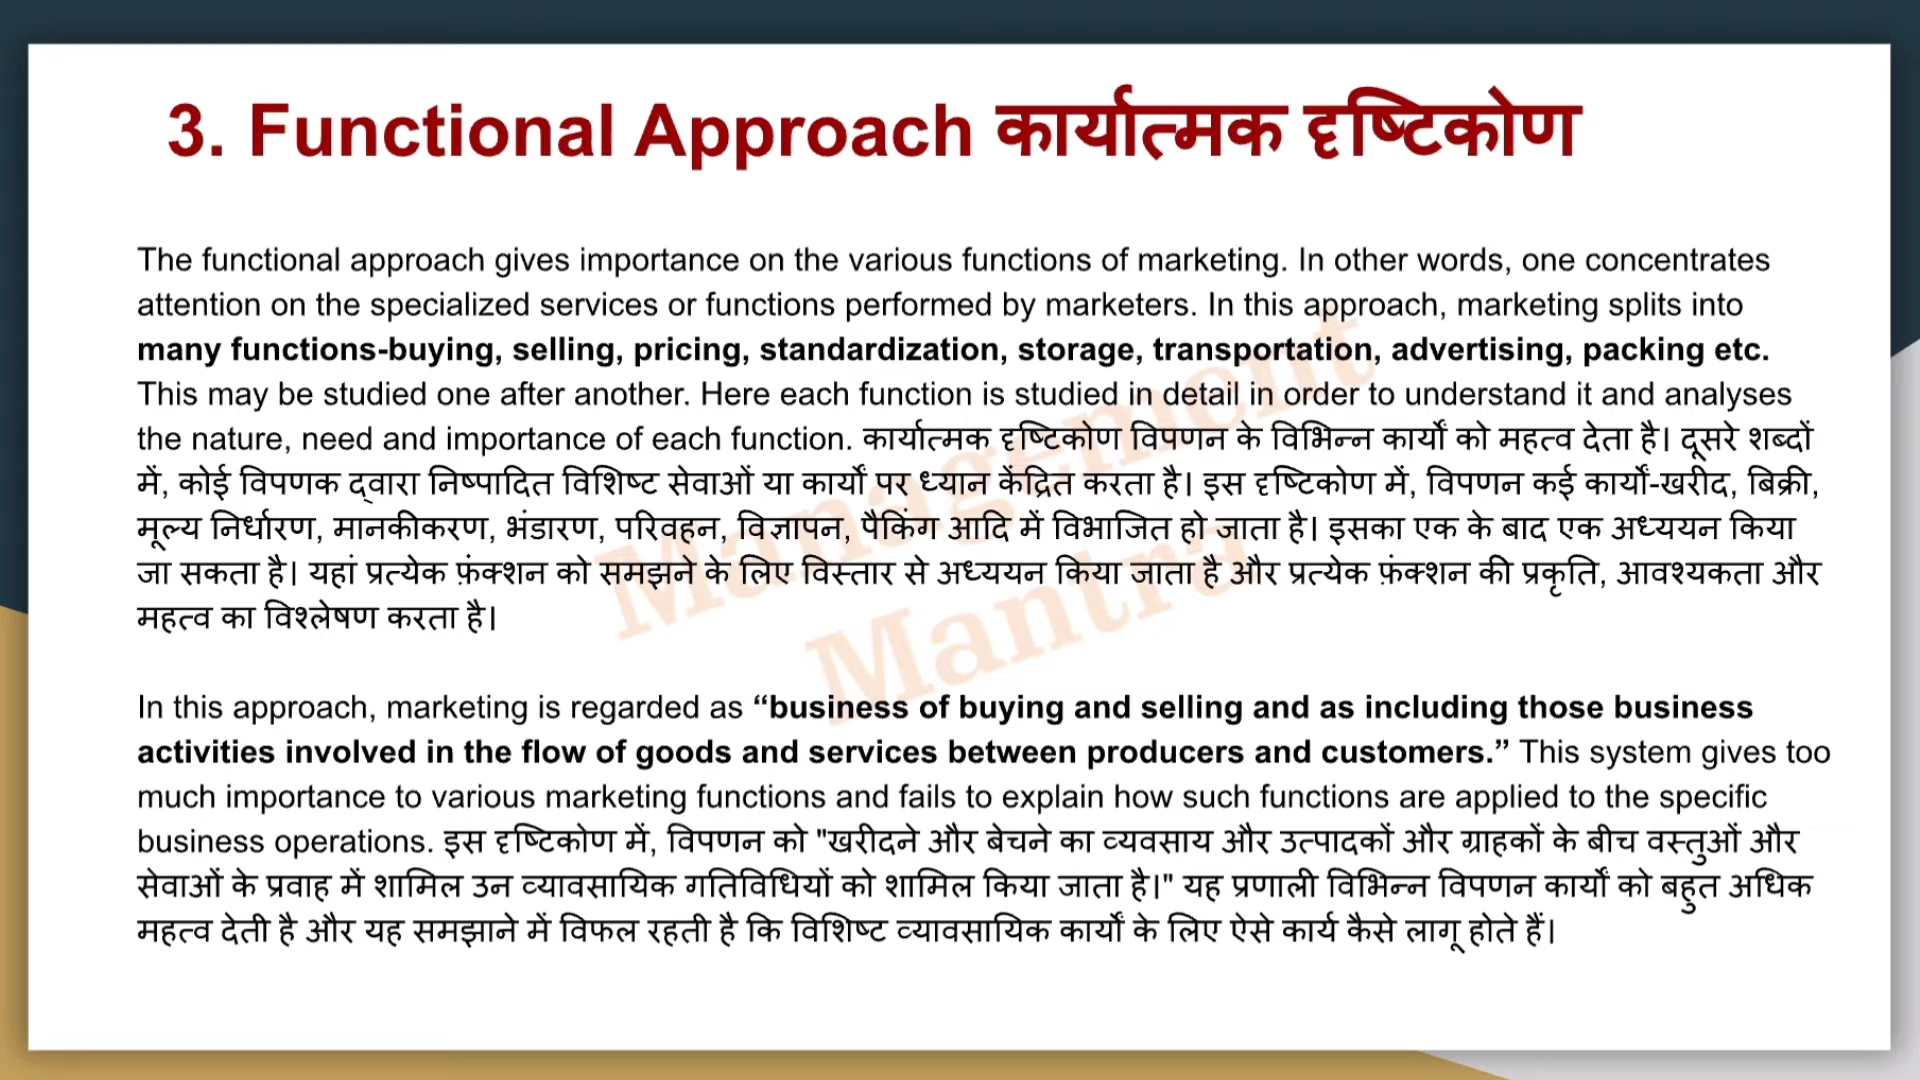 3. Functional Approach कार्यात्मक दृष्टिकोण
The functional approach gives importance on the various functions of marketing. In other words, one concentrates
attention on the specialized services or functions performed by marketers. In this approach, marketing splits into
many functions-buying, selling, pricing, standardization, storage, transportation, advertising, packing etc.
This may be studied one after another. Here each function is studied in detail in order to understand it and analyses
the nature, need and importance of each function. कार्यात्मक दृष्टिकोण विपणन के विभिन्न कार्यों को महत्व देता है। दूसरे शब्दों
में, कोई विपणक द्वारा निष्पादित विशिष्ट सेवाओं या कार्यों पर ध्यान केंद्रित करता है। इस दृष्टिकोण में, विपणन कई कार्यों-खरीद, बिक्री,
मूल्य निर्धारण, मानकीकरण, भंडारण, परिवहन, विज्ञापन, पैकिंग आदि में विभाजित हो जाता है। इसका एक के बाद एक अध्ययन किया
जा सकता है। यहां प्रत्येक फ़ंक्शन को समझने के लिए विस्तार से अध्ययन किया जाता है और प्रत्येक फ़ंक्शन की प्रकृति, आवश्यकता और
महत्व का विश्लेषण करता है।
In this approach, marketing is regarded as “business of buying and selling and as including those business
activities involved in the flow of goods and services between producers and customers.” This system gives too
much importance to various marketing functions and fails to explain how such functions are applied to the specific
business operations. इस दृष्टिकोण में, विपणन को "खरीदने और बेचने का व्यवसाय और उत्पादकों और ग्राहकों के बीच वस्तुओं और
सेवाओं के प्रवाह में शामिल उन व्यावसायिक गतिविधियों को शामिल किया जाता है।" यह प्रणाली विभिन्न विपणन कार्यों को बहुत अधिक
महत्व देती है और यह समझाने में विफल रहती है कि विशिष्ट व्यावसायिक कार्यों के लिए ऐसे कार्य कैसे लागू होते हैं।
Management
Mantra